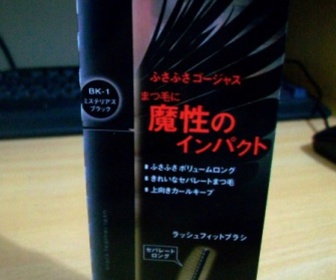 BK-1
ミステリアス
ブラック
ふさふさゴージャス
まつ毛に
魔性の
インパクト
■ふさふさボリュームロング
■きれいなセパレートまつ毛
■上向きカールキープ
ラッシュフィットブラシ
セパレート
ロング